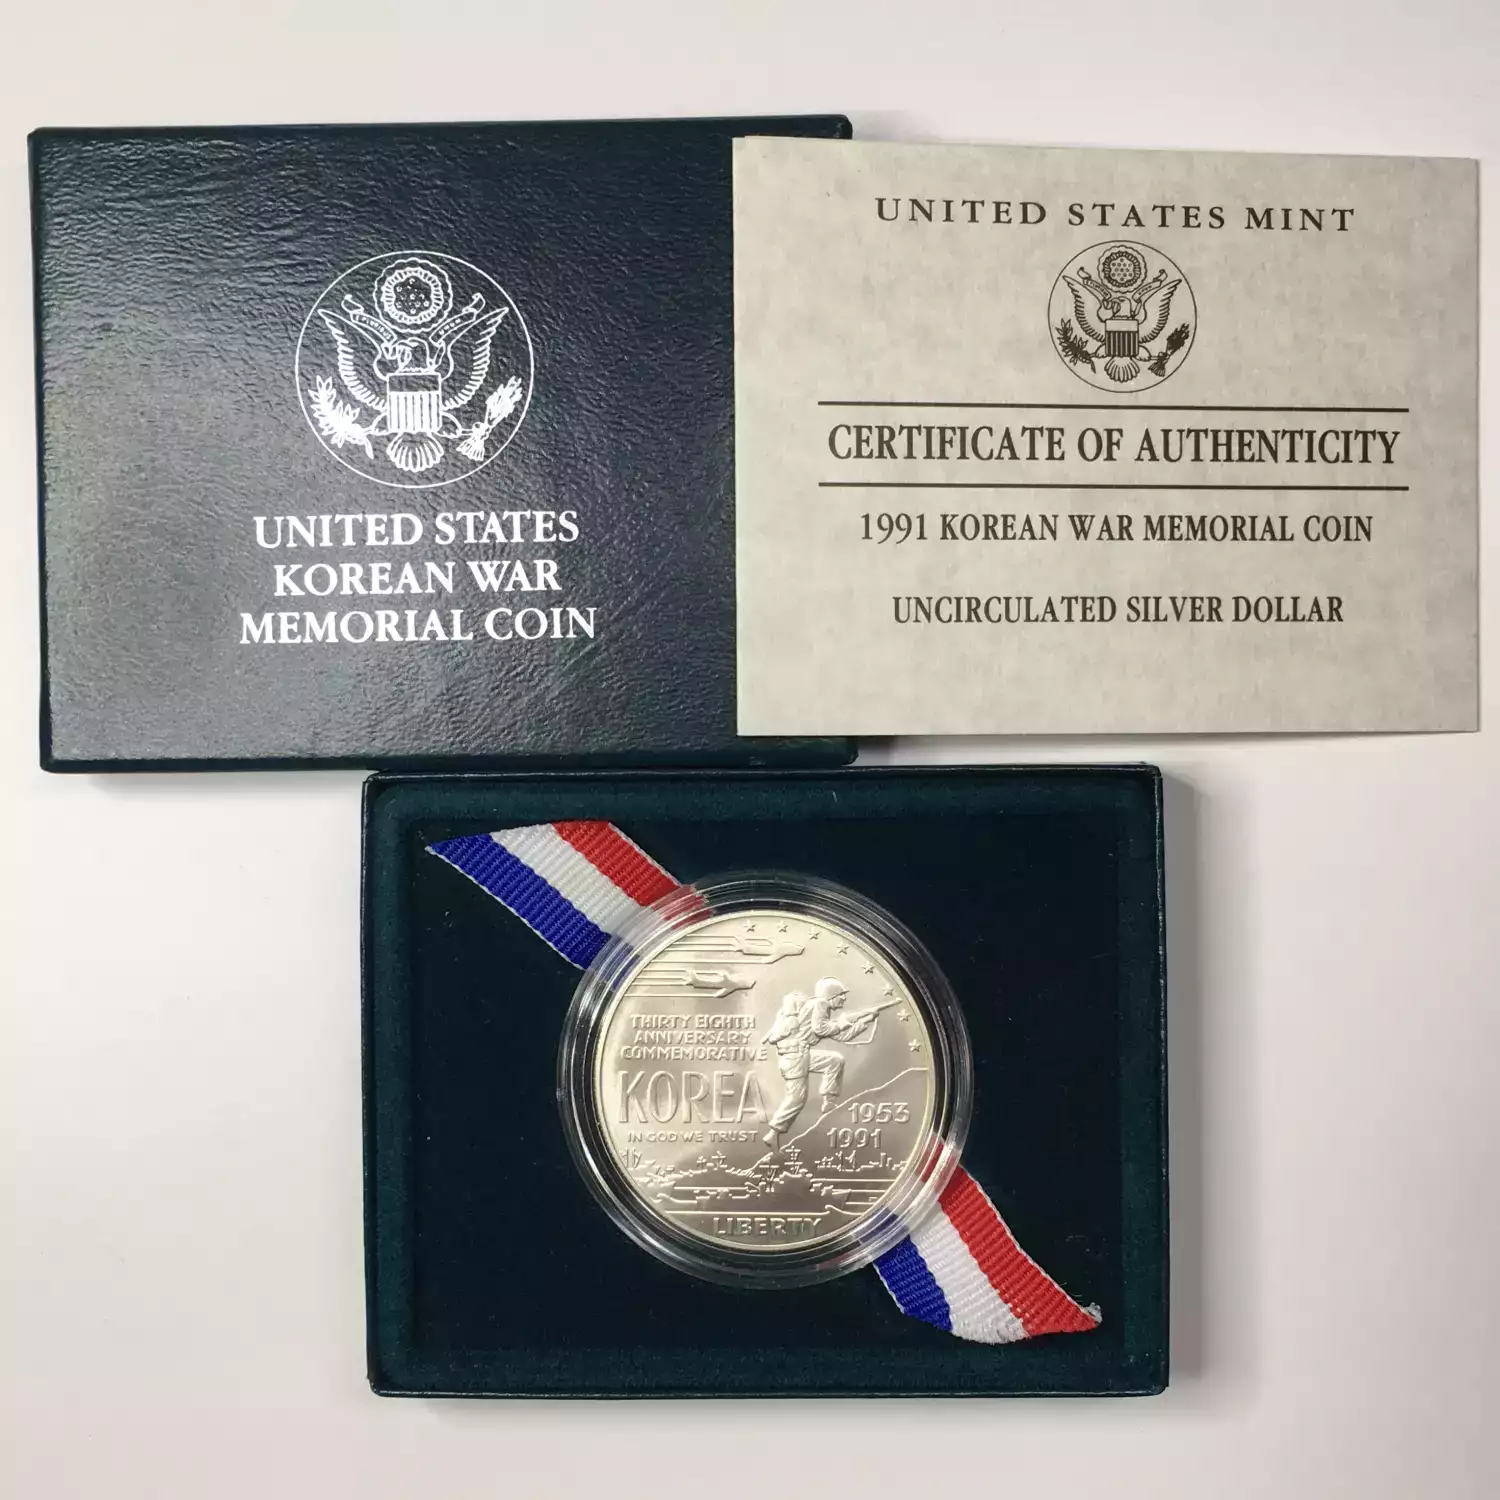 UNITED STATES
KOREAN WAR
MEMORIAL COIN
UNITED STATES MINT
CERTIFICATE OF AUTHENTICITY
1991 KOREAN WAR MEMORIAL COIN
UNCIRCULATED SILVER DOLLAR
THIRTY EIGHTH
ANNIVERSARY
COMMEMORATIVE
KOREA
IN GOD WE TRUST
1953
1991
LIBERTY